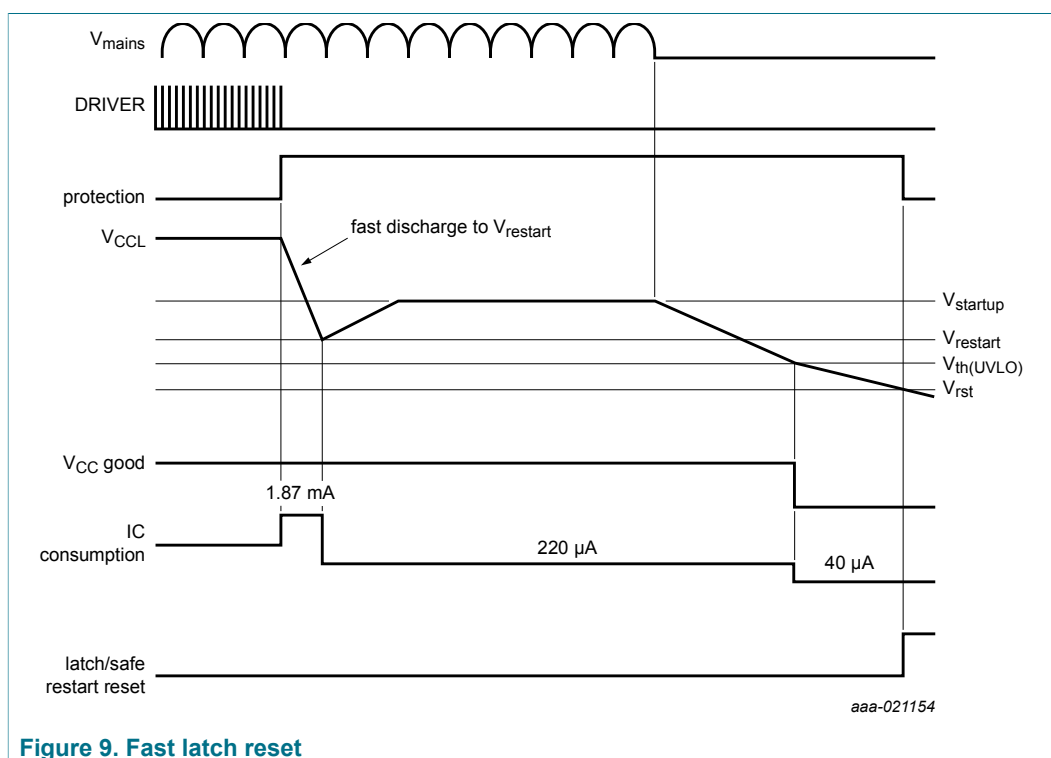 Vmains
DRIVER
protection
VCCL
fast discharge to Vrestart
Vstartup
Vrestart
Vth(UVLO)
Vrst
VCC good
1.87 mA
IC
consumption
220 µA
40 µA
latch/safe
restart reset
aaa-021154
Figure 9. Fast latch reset